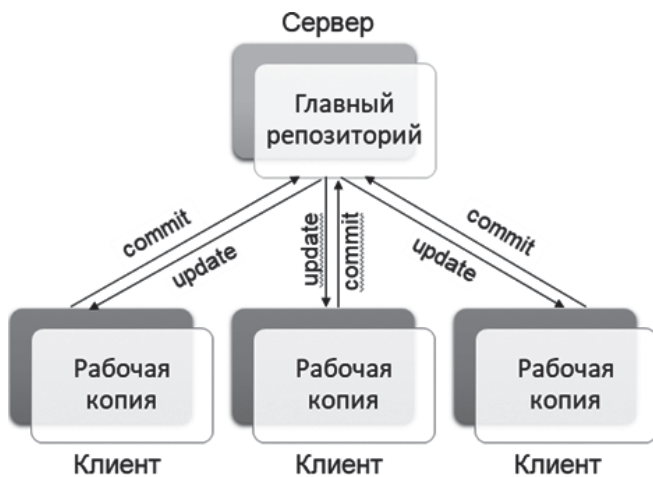 Сервер
Главный
репозиторий
commit
update
update
commit
commit
update
Рабочая
копия
Рабочая
копия
Рабочая
копия
Клиент
Клиент
Клиент